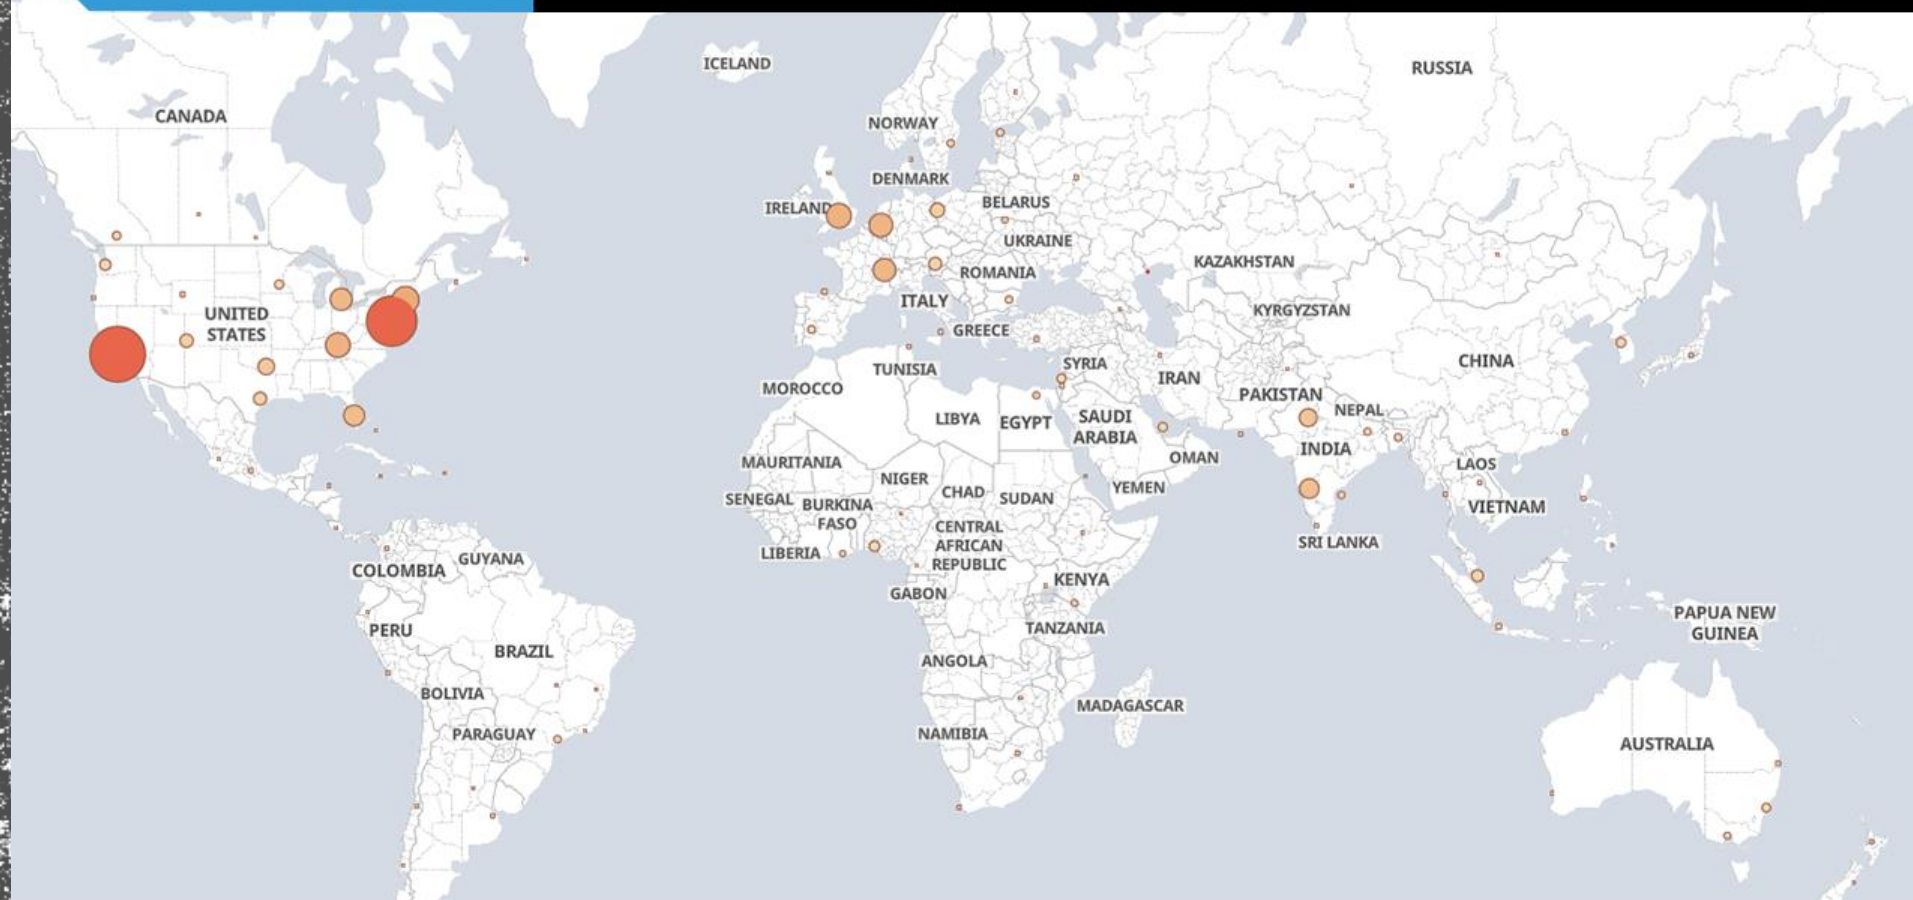 ICELAND
RUSSIA
CANADA
NORWAY
DENMARK
IRELAND
BELARUS
UKRAINE
KAZAKHSTAN
ROMANIA
ITALY
UNITED
STATES
KYRGYZSTAN
GREECE
CHINA
SYRIA
TUNISIA
IRAN
MOROCCO
PAKISTAN
NEPAL
LIBYA
EGYPT
SAUDI
ARABIA
INDIA
OMAN
MAURITANIA
LAOS
NIGER
YEMEN
CHAD
SUDAN
SENEGAL
BURKINA
FASO
VIETNAM
CENTRAL
AFRICAN
REPUBLIC
SRI LANKA
LIBERIA
GUYANA
COLOMBIA
KENYA
GABON
PAPUA NEW
GUINEA
PERU
TANZANIA
BRAZIL
ANGOLA
BOLIVIA
MADAGASCAR
PARAGUAY
NAMIBIA
AUSTRALIA